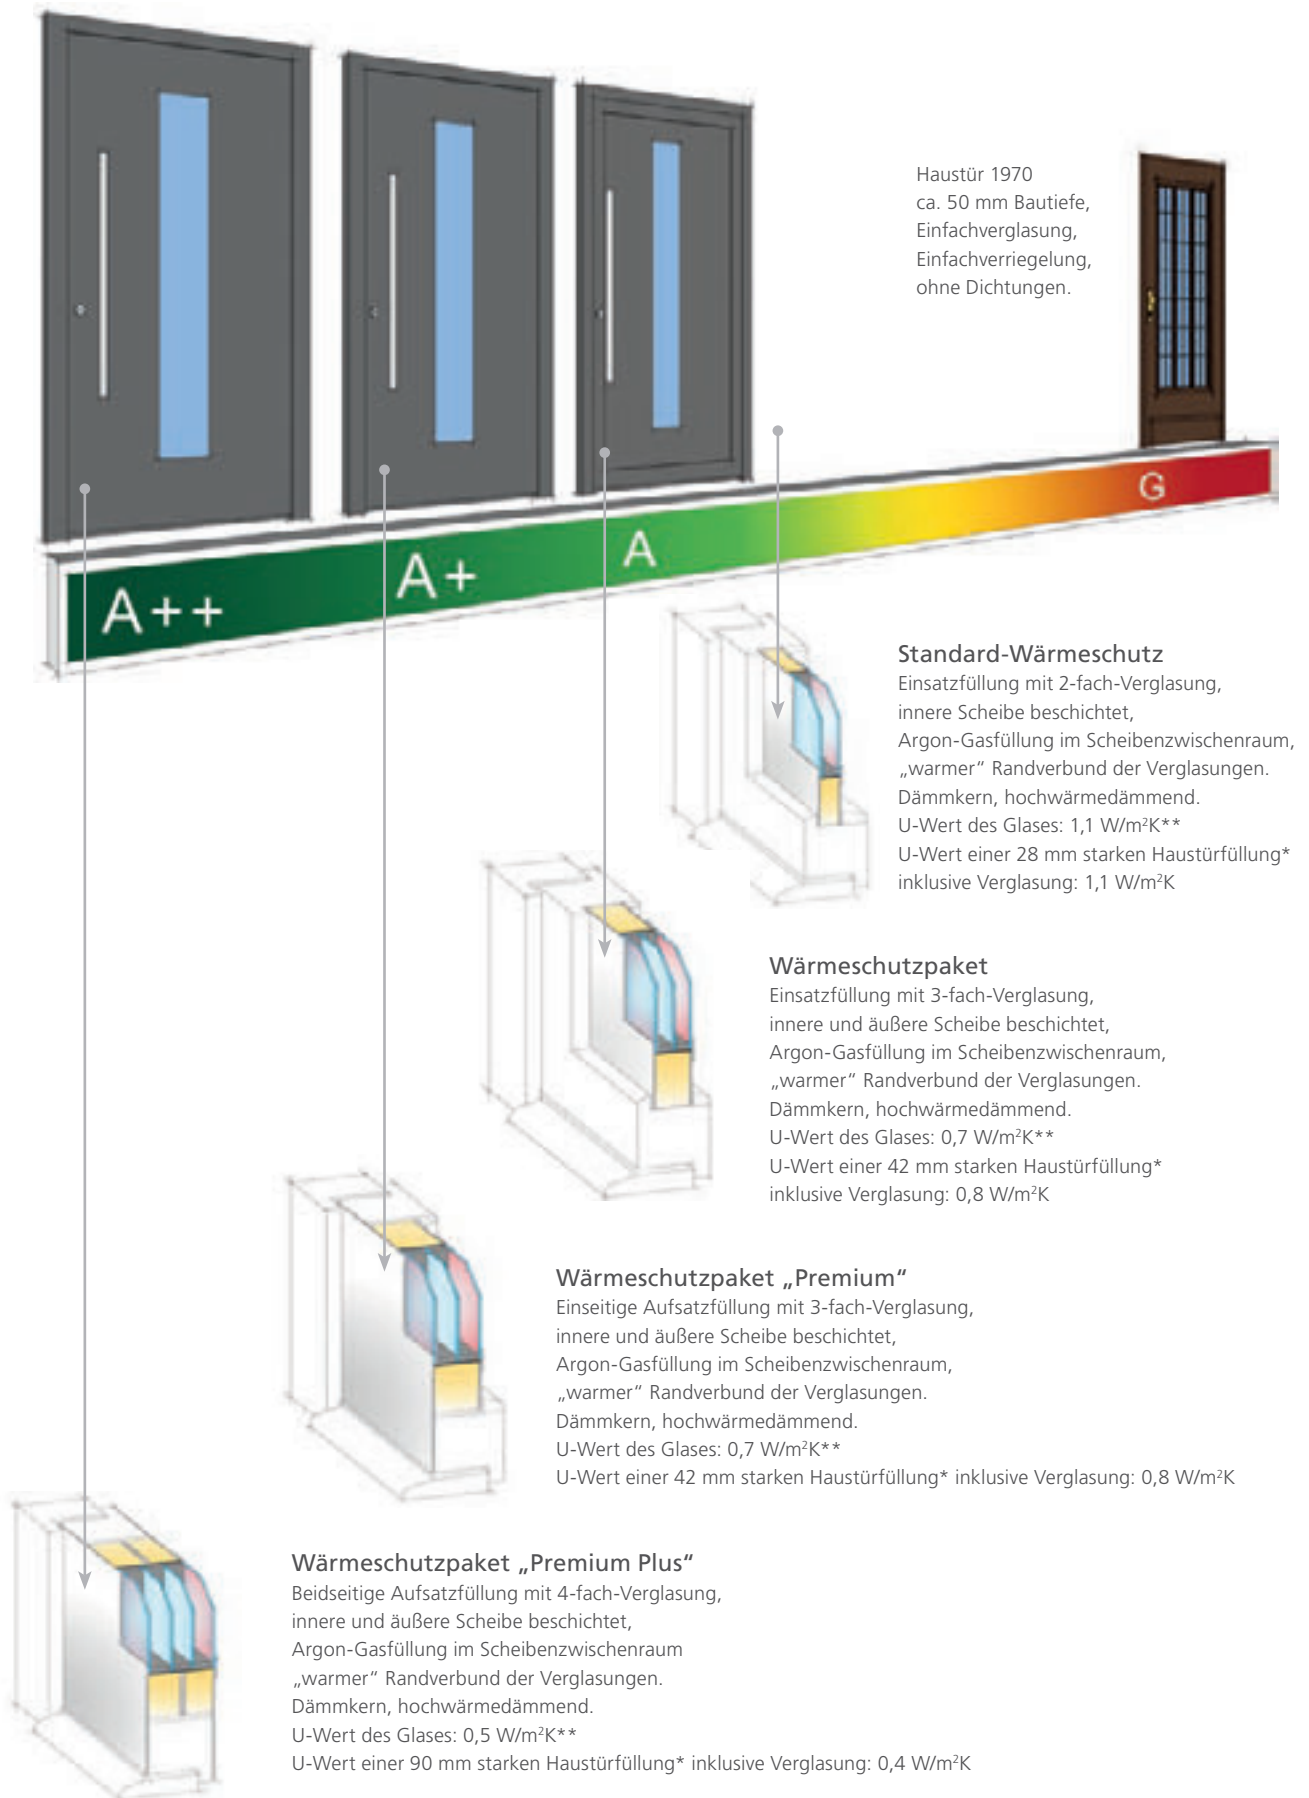 Haustür 1970
ca. 50 mm Bautiefe,
Einfachverglasung,
Einfachverriegelung,
ohne Dichtungen.
G
A
A+
A++
Standard-Wärmeschutz
Einsatzfüllung mit 2-fach-Verglasung,
innere Scheibe beschichtet,
Argon-Gasfüllung im Scheibenzwischenraum,
„warmer“ Randverbund der Verglasungen.
Dämmkern, hochwärmedämmend.
U-Wert des Glases: 1,1 W/m²K**
U-Wert einer 28 mm starken Haustürfüllung*
inklusive Verglasung: 1,1 W/m²K
Wärmeschutzpaket
Einsatzfüllung mit 3-fach-Verglasung,
innere und äußere Scheibe beschichtet,
Argon-Gasfüllung im Scheibenzwischenraum,
„warmer“ Randverbund der Verglasungen.
Dämmkern, hochwärmedämmend.
U-Wert des Glases: 0,7 W/m²K**
U-Wert einer 42 mm starken Haustürfüllung*
inklusive Verglasung: 0,8 W/m²K
Wärmeschutzpaket „Premium“
Einseitige Aufsatzfüllung mit 3-fach-Verglasung,
innere und äußere Scheibe beschichtet,
Argon-Gasfüllung im Scheibenzwischenraum,
„warmer“ Randverbund der Verglasungen.
Dämmkern, hochwärmedämmend.
U-Wert des Glases: 0,7 W/m²K**
U-Wert einer 42 mm starken Haustürfüllung* inklusive Verglasung: 0,8 W/m²K
Wärmeschutzpaket „Premium Plus“
Beidseitige Aufsatzfüllung mit 4-fach-Verglasung,
innere und äußere Scheibe beschichtet,
Argon-Gasfüllung im Scheibenzwischenraum
„warmer“ Randverbund der Verglasungen.
Dämmkern, hochwärmedämmend.
U-Wert des Glases: 0,5 W/m²K**
U-Wert einer 90 mm starken Haustürfüllung* inklusive Verglasung: 0,4 W/m²K